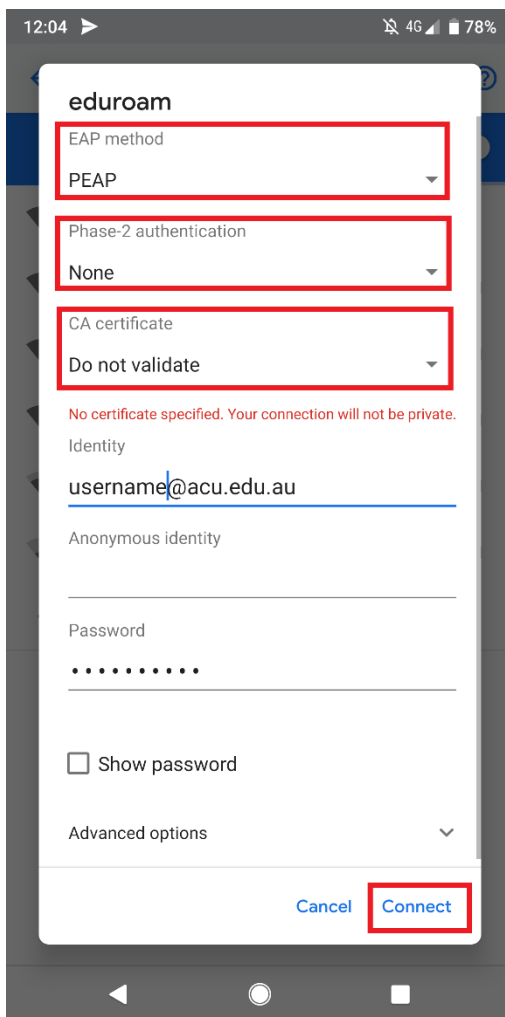 12:04 4G 78%
eduroam
EAP method
PEAP
Phase-2 authentication
None
CA certificate
Do not validate
No certificate specified. Your connection will not be private.
Identity
username@acu.edu.au
Anonymous identity
Password
••••••••••
Show password
Advanced options
Cancel Connect